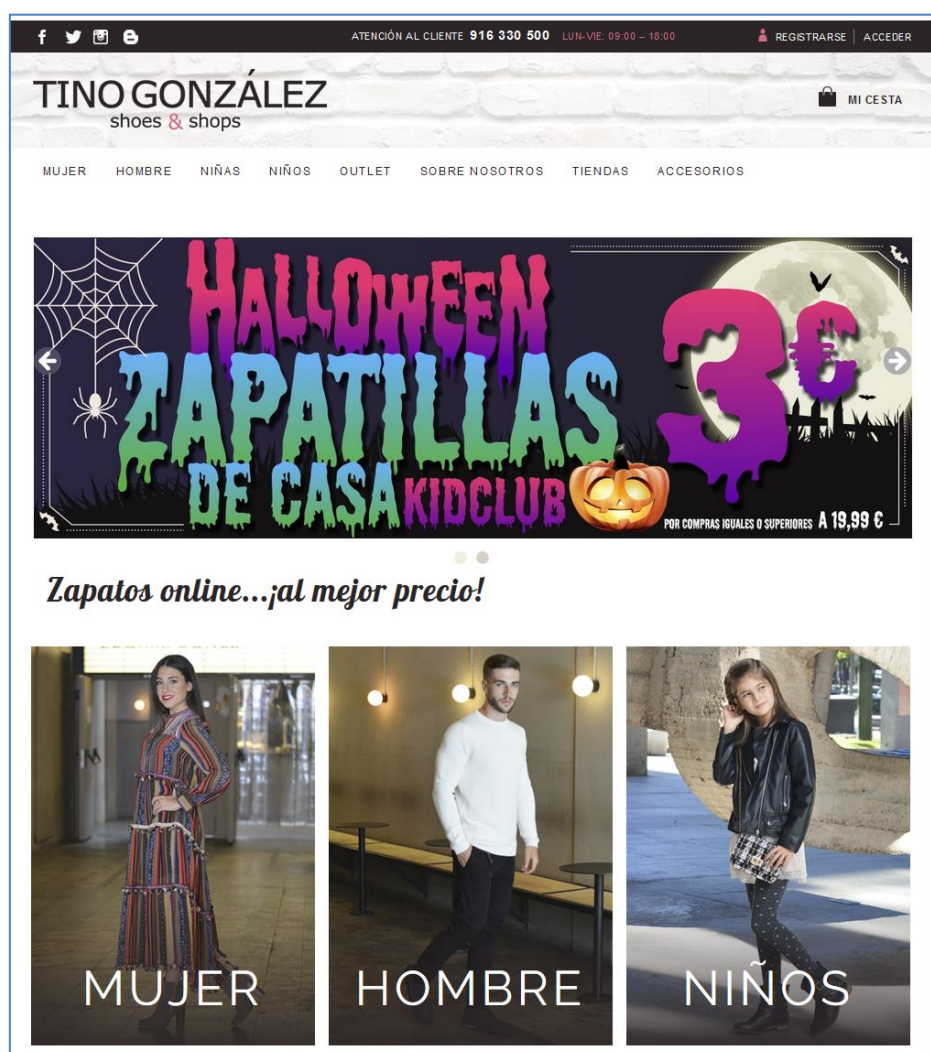 ATENCIÓN AL CLIENTE 916 330 500 LUN-VIE: 09:00 – 18:00 REGISTRARSE ACCEDER
TINO GONZÁLEZ
shoes & shops
MI CESTA
MUJER HOMBRE NIÑAS NIÑOS OUTLET SOBRE NOSOTROS TIENDAS ACCESORIOS
HALLOWEEN
ZAPATILLAS
DE CASA KIDCLUB
3€
POR COMPRAS IGUALES O SUPERIORES A 19,99 €
Zapatos online...¡al mejor precio!
MUJER HOMBRE NIÑOS